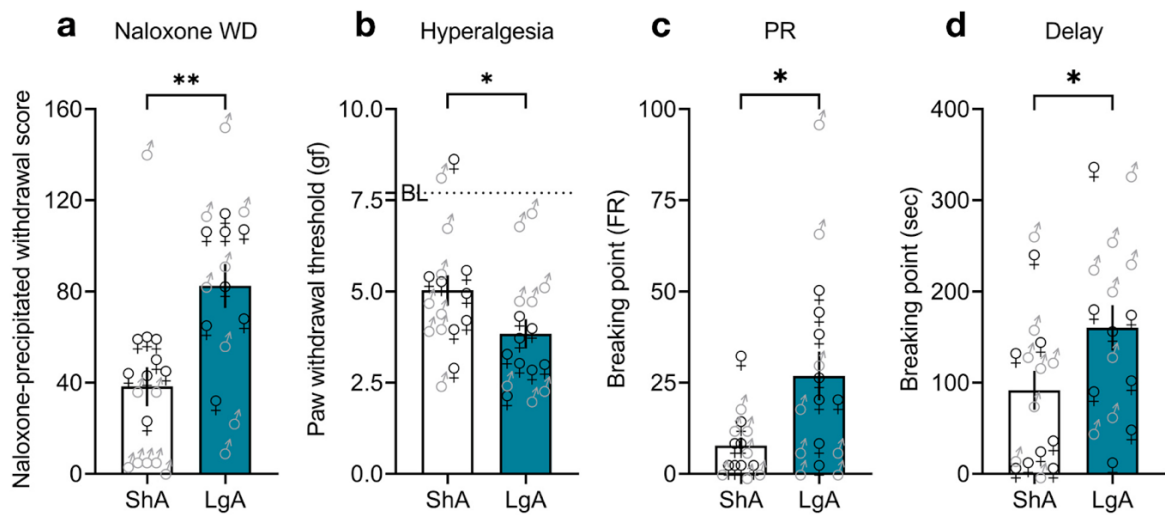 a Naloxone WD
**
Naloxone-precipitated withdrawal score
160
120
80
40
0
ShA LgA
b Hyperalgesia
*
Paw withdrawal threshold (gf)
10.0
7.5
5.0
2.5
0.0
BL
ShA LgA
c PR
*
Breaking point (FR)
100
75
50
25
0
ShA LgA
d Delay
*
Breaking point (sec)
400
300
200
100
0
ShA LgA